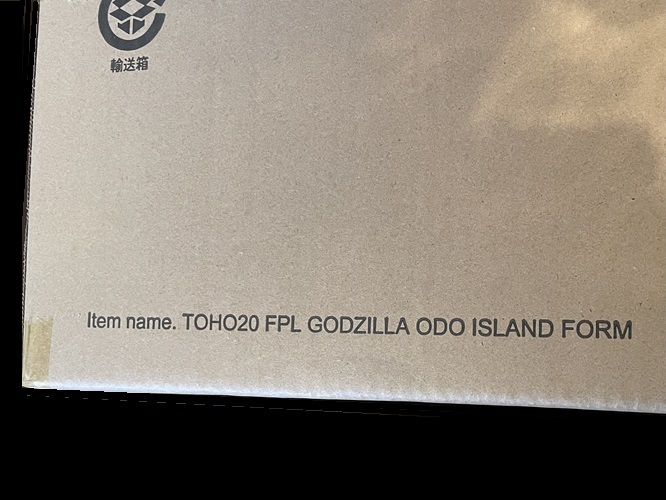 輸送箱
Item name. TOHO20 FPL GODZILLA ODO ISLAND FORM